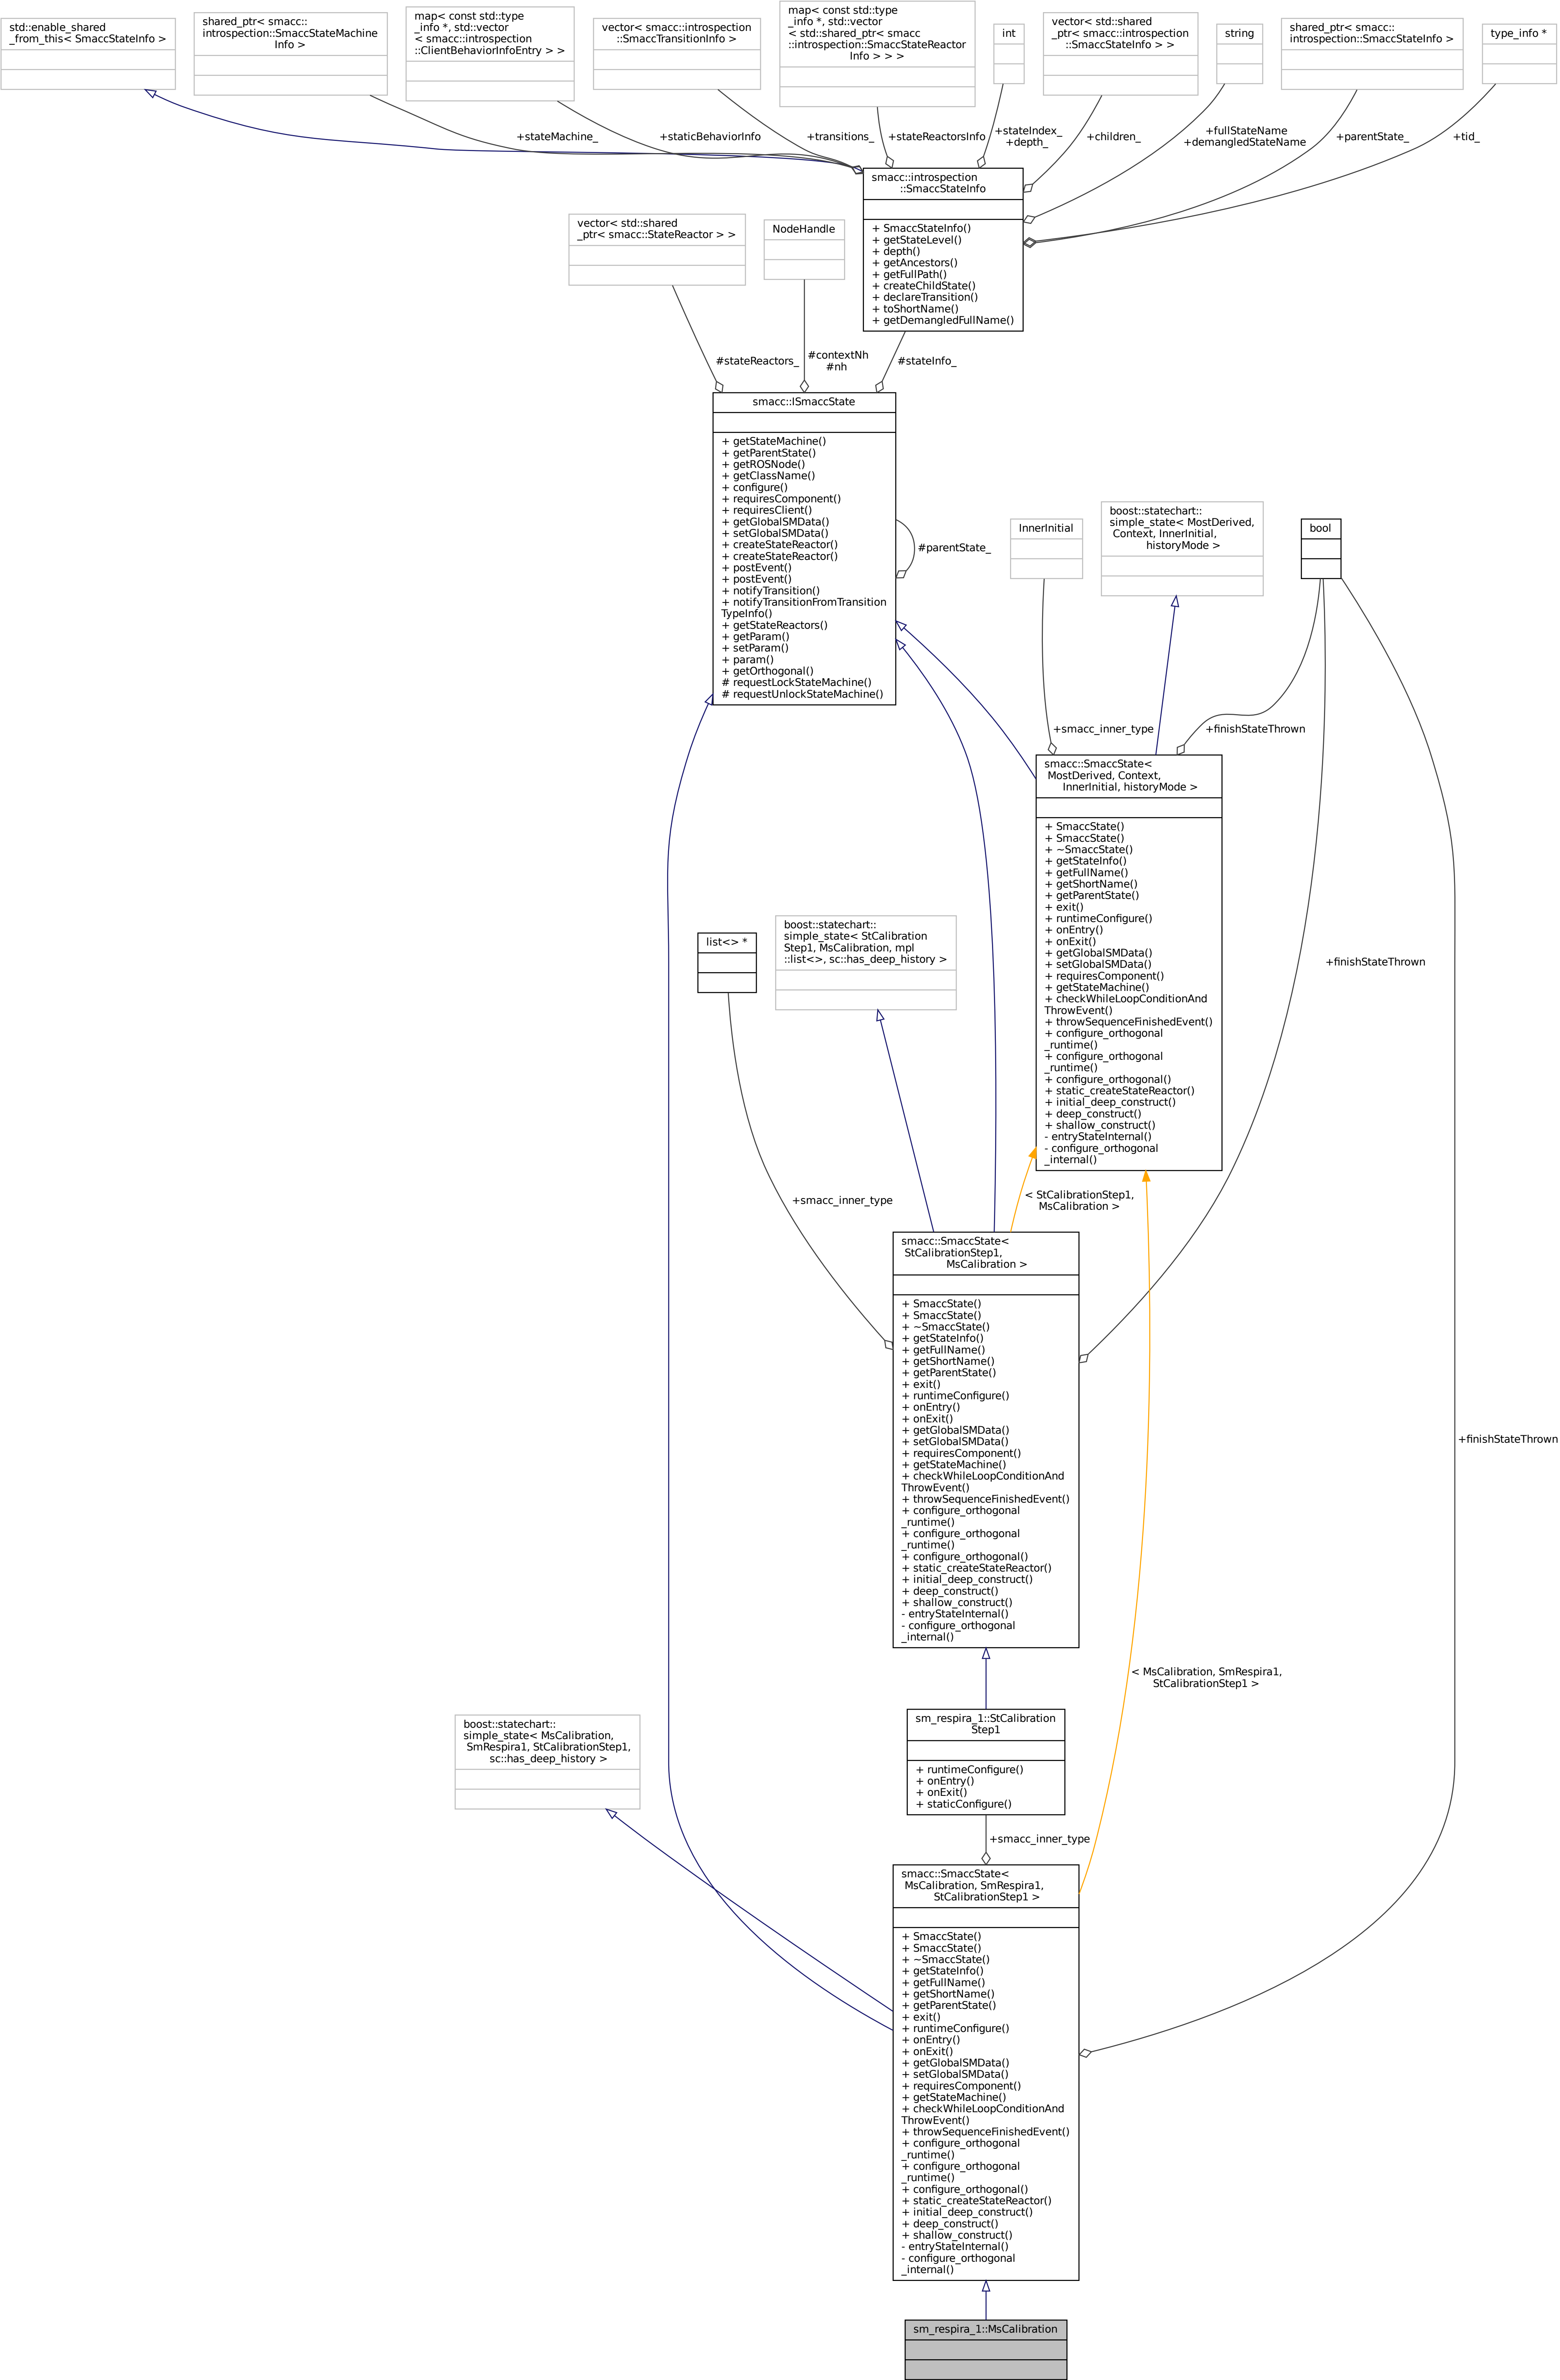 std::enable_shared
_from_this< SmaccStateInfo >
shared_ptr< smacc::
introspection::SmaccStateMachine
Info >
map< const std::type
_info *, std::vector
< smacc::introspection
::ClientBehaviorInfoEntry > >
vector< smacc::introspection
::SmaccTransitionInfo >
map< const std::type
_info *, std::vector
< std::shared_ptr< smacc
::introspection::SmaccStateReactor
Info > > >
int
vector< std::shared
_ptr< smacc::introspection
::SmaccStateInfo > >
string
shared_ptr< smacc::
introspection::SmaccStateInfo >
type_info *
+stateMachine_
+staticBehaviorInfo
+transitions_
+stateReactorsInfo
+stateIndex_
+depth_
+children_
+fullStateName
+demangledStateName
+parentState_
+tid_
smacc::introspection
::SmaccStateInfo
+ SmaccStateInfo()
+ getStateLevel()
+ depth()
+ getAncestors()
+ getFullPath()
+ createChildState()
+ declareTransition()
+ toShortName()
+ getDemangledFullName()
vector< std::shared
_ptr< smacc::StateReactor > >
NodeHandle
#stateReactors_
#contextNh
#nh
#stateInfo_
smacc::ISmaccState
+ getStateMachine()
+ getParentState()
+ getROSNode()
+ getClassName()
+ configure()
+ requiresComponent()
+ requiresClient()
+ getGlobalSMData()
+ setGlobalSMData()
+ createStateReactor()
+ createStateReactor()
+ postEvent()
+ postEvent()
+ notifyTransition()
+ notifyTransitionFromTransition
TypeInfo()
+ getStateReactors()
+ getParam()
+ setParam()
+ param()
+ getOrthogonal()
# requestLockStateMachine()
# requestUnlockStateMachine()
#parentState_
InnerInitial
boost::statechart::
simple_state< MostDerived,
Context, InnerInitial,
historyMode >
bool
+smacc_inner_type
+finishStateThrown
smacc::SmaccState<
MostDerived, Context,
InnerInitial, historyMode >
+ SmaccState()
+ SmaccState()
+ ~SmaccState()
+ getStateInfo()
+ getFullName()
+ getShortName()
+ getParentState()
+ exit()
+ runtimeConfigure()
+ onEntry()
+ onExit()
+ getGlobalSMData()
+ setGlobalSMData()
+ requiresComponent()
+ getStateMachine()
+ checkWhileLoopConditionAnd
ThrowEvent()
+ throwSequenceFinishedEvent()
+ configure_orthogonal
_runtime()
+ configure_orthogonal
_runtime()
+ configure_orthogonal()
+ static_createStateReactor()
+ initial_deep_construct()
+ deep_construct()
+ shallow_construct()
- entryStateInternal()
- configure_orthogonal
_internal()
+finishStateThrown
list<> *
boost::statechart::
simple_state< StCalibration
Step1, MsCalibration, mpl
::list<>, sc::has_deep_history >
+smacc_inner_type
< StCalibrationStep1,
MsCalibration >
smacc::SmaccState<
StCalibrationStep1,
MsCalibration >
+ SmaccState()
+ SmaccState()
+ ~SmaccState()
+ getStateInfo()
+ getFullName()
+ getShortName()
+ getParentState()
+ exit()
+ runtimeConfigure()
+ onEntry()
+ onExit()
+ getGlobalSMData()
+ setGlobalSMData()
+ requiresComponent()
+ getStateMachine()
+ checkWhileLoopConditionAnd
ThrowEvent()
+ throwSequenceFinishedEvent()
+ configure_orthogonal
_runtime()
+ configure_orthogonal
_runtime()
+ configure_orthogonal()
+ static_createStateReactor()
+ initial_deep_construct()
+ deep_construct()
+ shallow_construct()
- entryStateInternal()
- configure_orthogonal
_internal()
+finishStateThrown
< MsCalibration, SmRespira1,
StCalibrationStep1 >
boost::statechart::
simple_state< MsCalibration,
SmRespira1, StCalibrationStep1,
sc::has_deep_history >
sm_respira_1::StCalibration
Step1
+ runtimeConfigure()
+ onEntry()
+ onExit()
+ staticConfigure()
+smacc_inner_type
smacc::SmaccState<
MsCalibration, SmRespira1,
StCalibrationStep1 >
+ SmaccState()
+ SmaccState()
+ ~SmaccState()
+ getStateInfo()
+ getFullName()
+ getShortName()
+ getParentState()
+ exit()
+ runtimeConfigure()
+ onEntry()
+ onExit()
+ getGlobalSMData()
+ setGlobalSMData()
+ requiresComponent()
+ getStateMachine()
+ checkWhileLoopConditionAnd
ThrowEvent()
+ throwSequenceFinishedEvent()
+ configure_orthogonal
_runtime()
+ configure_orthogonal
_runtime()
+ configure_orthogonal()
+ static_createStateReactor()
+ initial_deep_construct()
+ deep_construct()
+ shallow_construct()
- entryStateInternal()
- configure_orthogonal
_internal()
sm_respira_1::MsCalibration